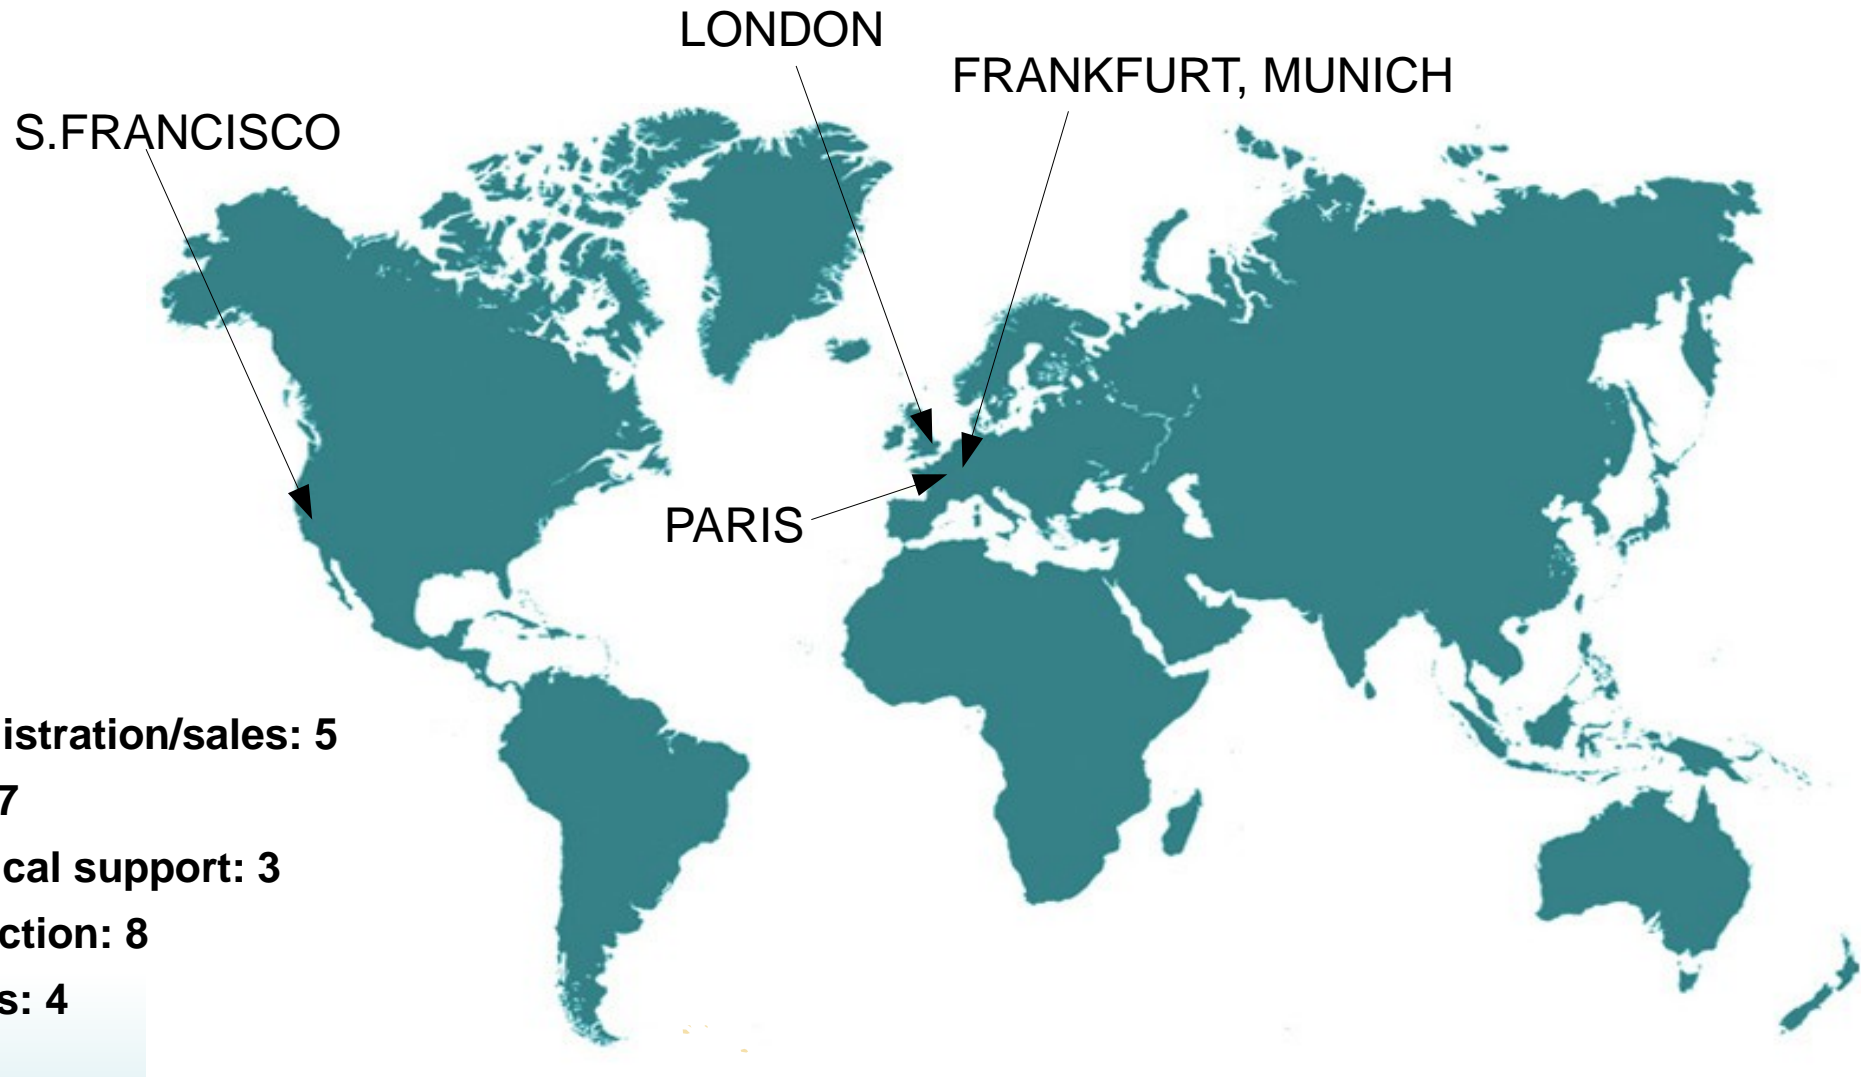 LONDON
FRANKFURT, MUNICH
S.FRANCISCO
PARIS
istration/sales: 5
7
cal support: 3
ction: 8
s: 4